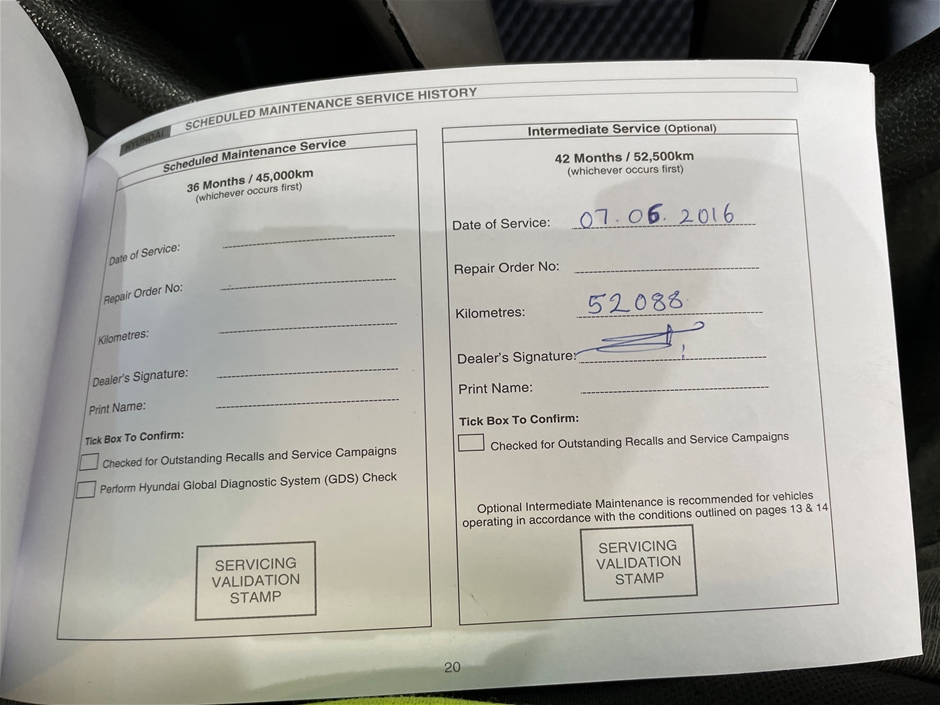 HYUNDAI SCHEDULED MAINTENANCE SERVICE HISTORY
Scheduled Maintenance Service
36 Months / 45,000km
(whichever occurs first)
Date of Service:
Repair Order No:
Kilometres:
Dealer's Signature:
Print Name:
Tick Box To Confirm:
Checked for Outstanding Recalls and Service Campaigns
Perform Hyundai Global Diagnostic System (GDS) Check
SERVICING
VALIDATION
STAMP
Intermediate Service (Optional)
42 Months / 52,500km
(whichever occurs first)
Date of Service: 07.06.2016
Repair Order No:
Kilometres: 52088
Dealer's Signature:
Print Name:
Tick Box To Confirm:
Checked for Outstanding Recalls and Service Campaigns
Optional Intermediate Maintenance is recommended for vehicles
operating in accordance with the conditions outlined on pages 13 & 14
SERVICING
VALIDATION
STAMP
20